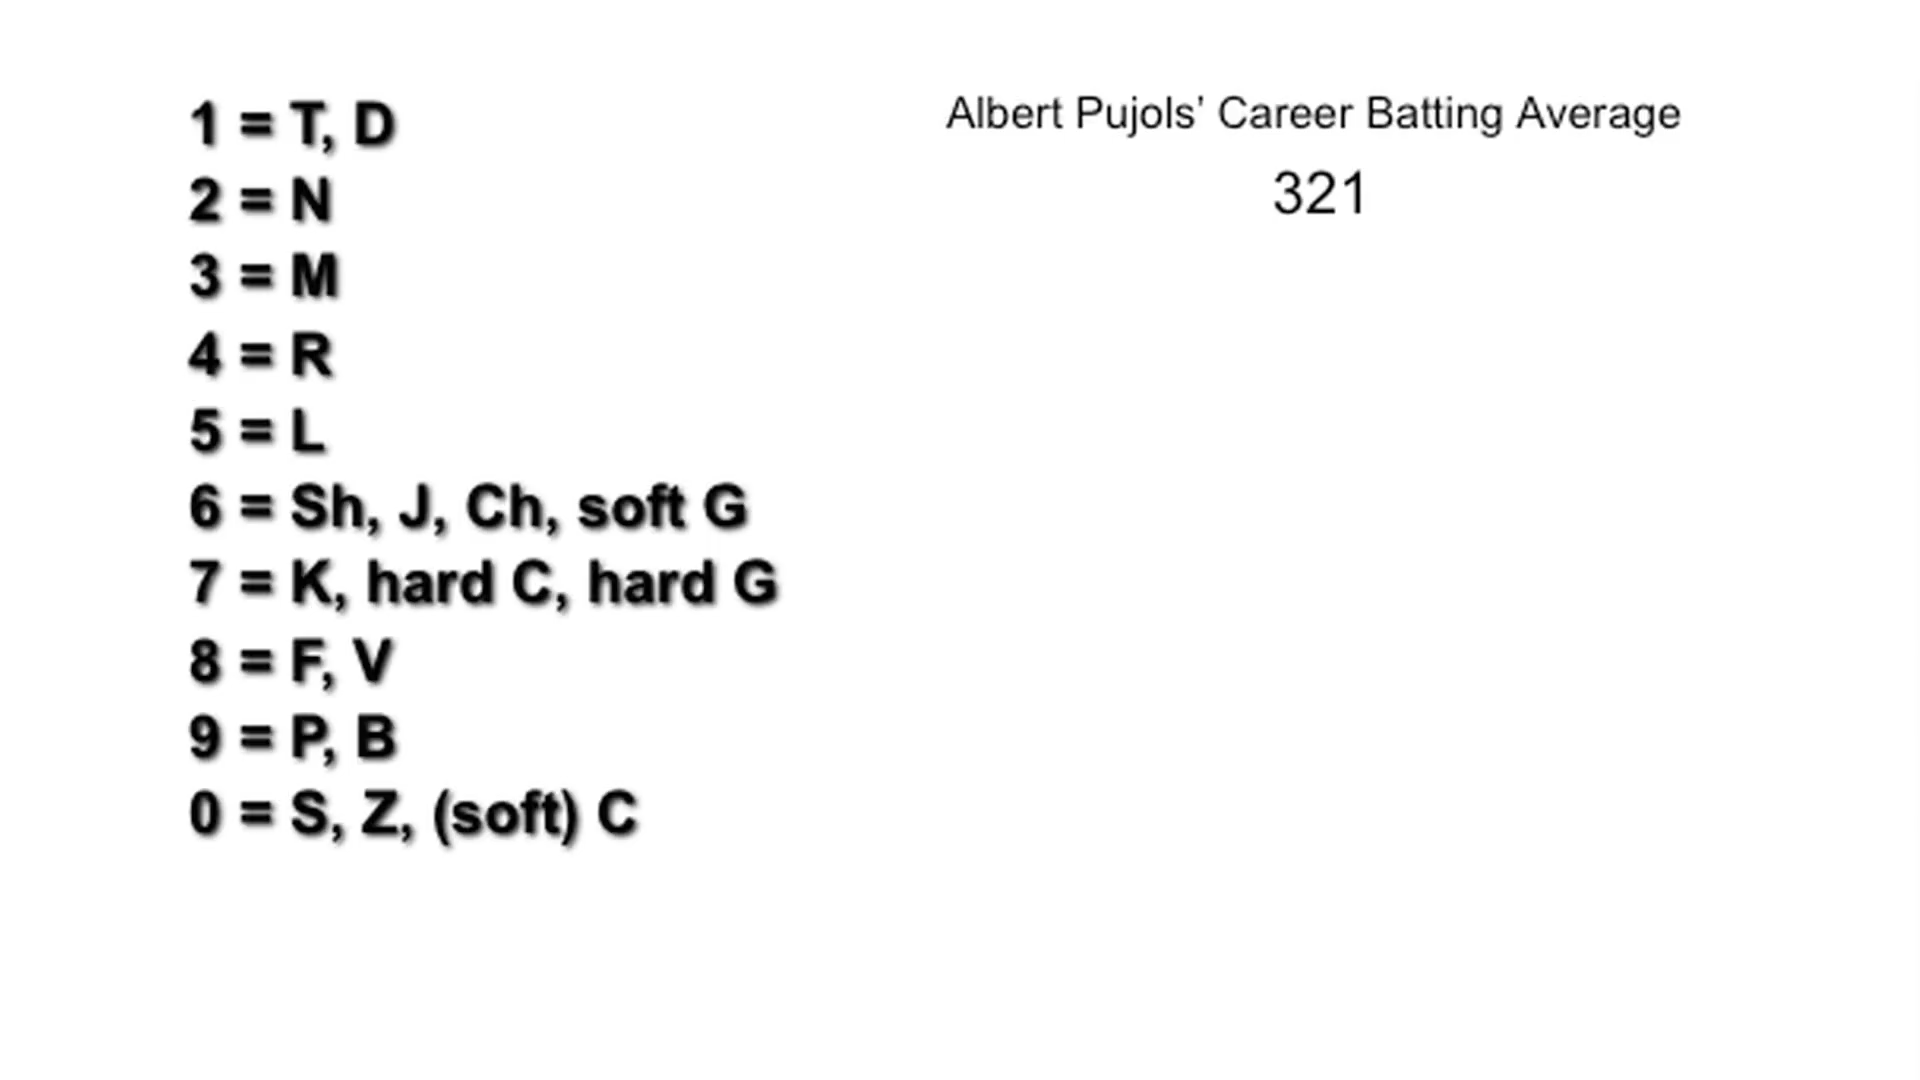 1 = T, D
2 = N
3 = M
4 = R
5 = L
6 = Sh, J, Ch, soft G
7 = K, hard C, hard G
8 = F, V
9 = P, B
0 = S, Z, (soft) C
Albert Pujols' Career Batting Average
321